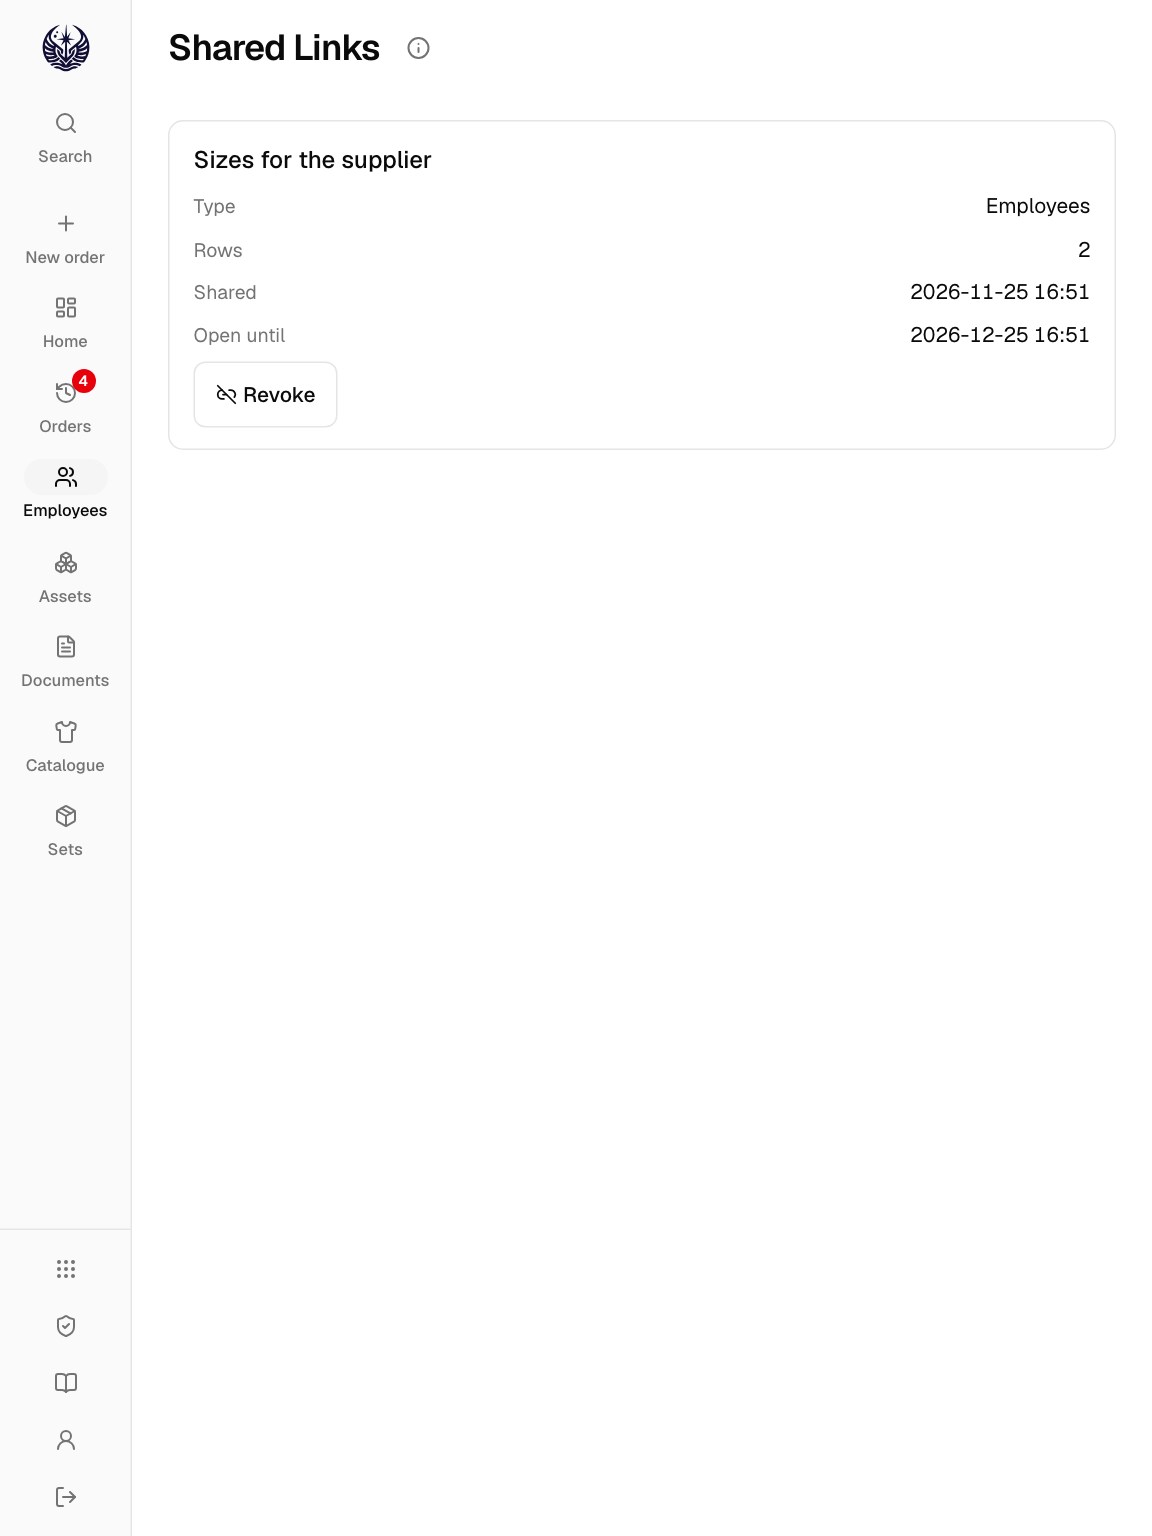 Shared Links
Search
New order
Home
4
Orders
Employees
Assets
Documents
Catalogue
Sets
Sizes for the supplier
Type Employees
Rows 2
Shared 2026-11-25 16:51
Open until 2026-12-25 16:51
Revoke